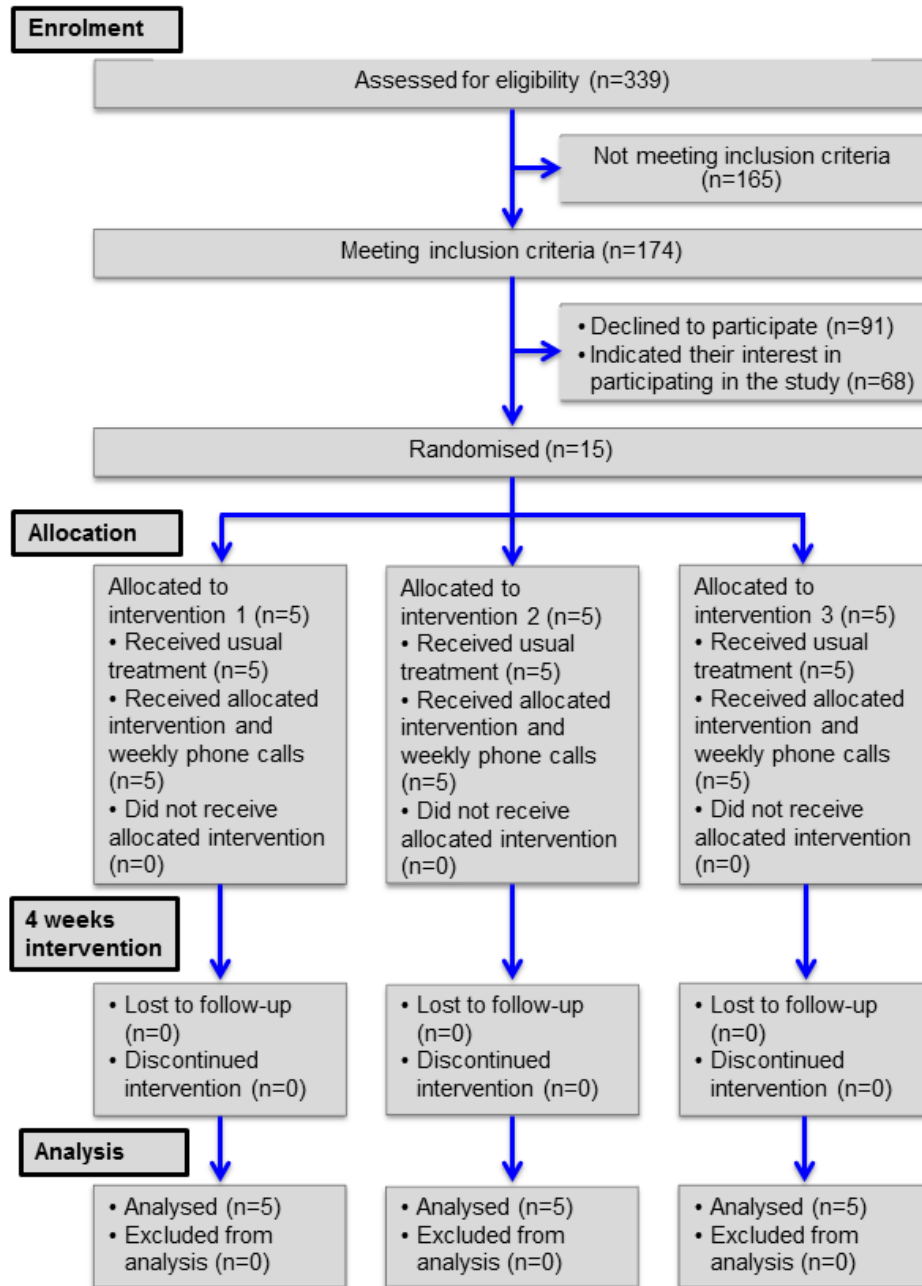 Enrolment
Assessed for eligibility (n=339)
Not meeting inclusion criteria
(n=165)
Meeting inclusion criteria (n=174)
• Declined to participate (n=91)
• Indicated their interest in
participating in the study (n=68)
Randomised (n=15)
Allocation
Allocated to
intervention 1 (n=5)
• Received usual
treatment (n=5)
• Received allocated
intervention and
weekly phone calls
(n=5)
• Did not receive
allocated intervention
(n=0)
Allocated to
intervention 2 (n=5)
• Received usual
treatment (n=5)
• Received allocated
intervention and
weekly phone calls
(n=5)
• Did not receive
allocated intervention
(n=0)
Allocated to
intervention 3 (n=5)
• Received usual
treatment (n=5)
• Received allocated
intervention and
weekly phone calls
(n=5)
• Did not receive
allocated intervention
(n=0)
4 weeks
intervention
• Lost to follow-up
(n=0)
• Discontinued
intervention (n=0)
• Lost to follow-up
(n=0)
• Discontinued
intervention (n=0)
• Lost to follow-up
(n=0)
• Discontinued
intervention (n=0)
Analysis
• Analysed (n=5)
• Excluded from
analysis (n=0)
• Analysed (n=5)
• Excluded from
analysis (n=0)
• Analysed (n=5)
• Excluded from
analysis (n=0)